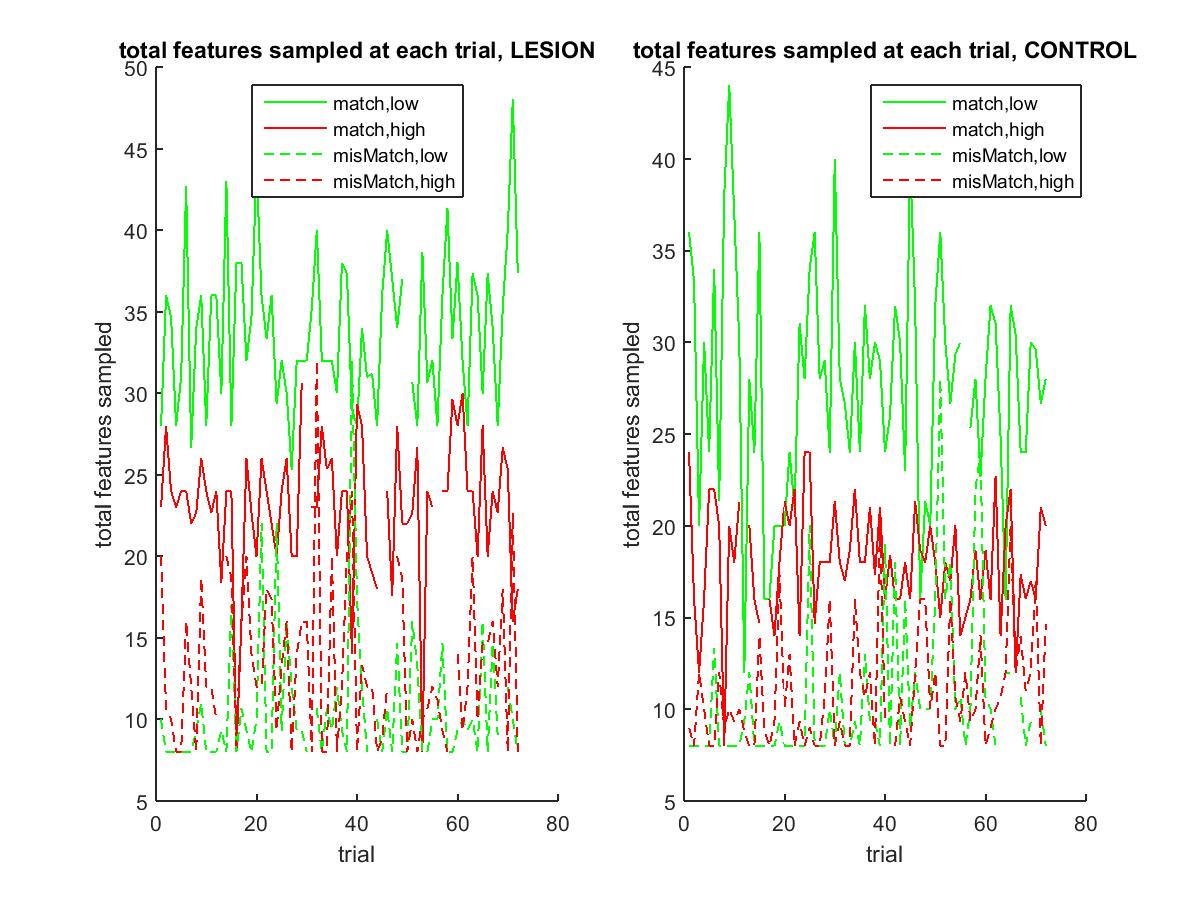 total features sampled at each trial, LESION
50
45
40
35
30
25
20
15
10
5
0
20
40
60
80
total features sampled
trial
match,low
match,high
misMatch,low
misMatch,high
total features sampled at each trial, CONTROL
45
40
35
30
25
20
15
10
5
0
20
40
60
80
total features sampled
trial
match,low
match,high
misMatch,low
misMatch,high